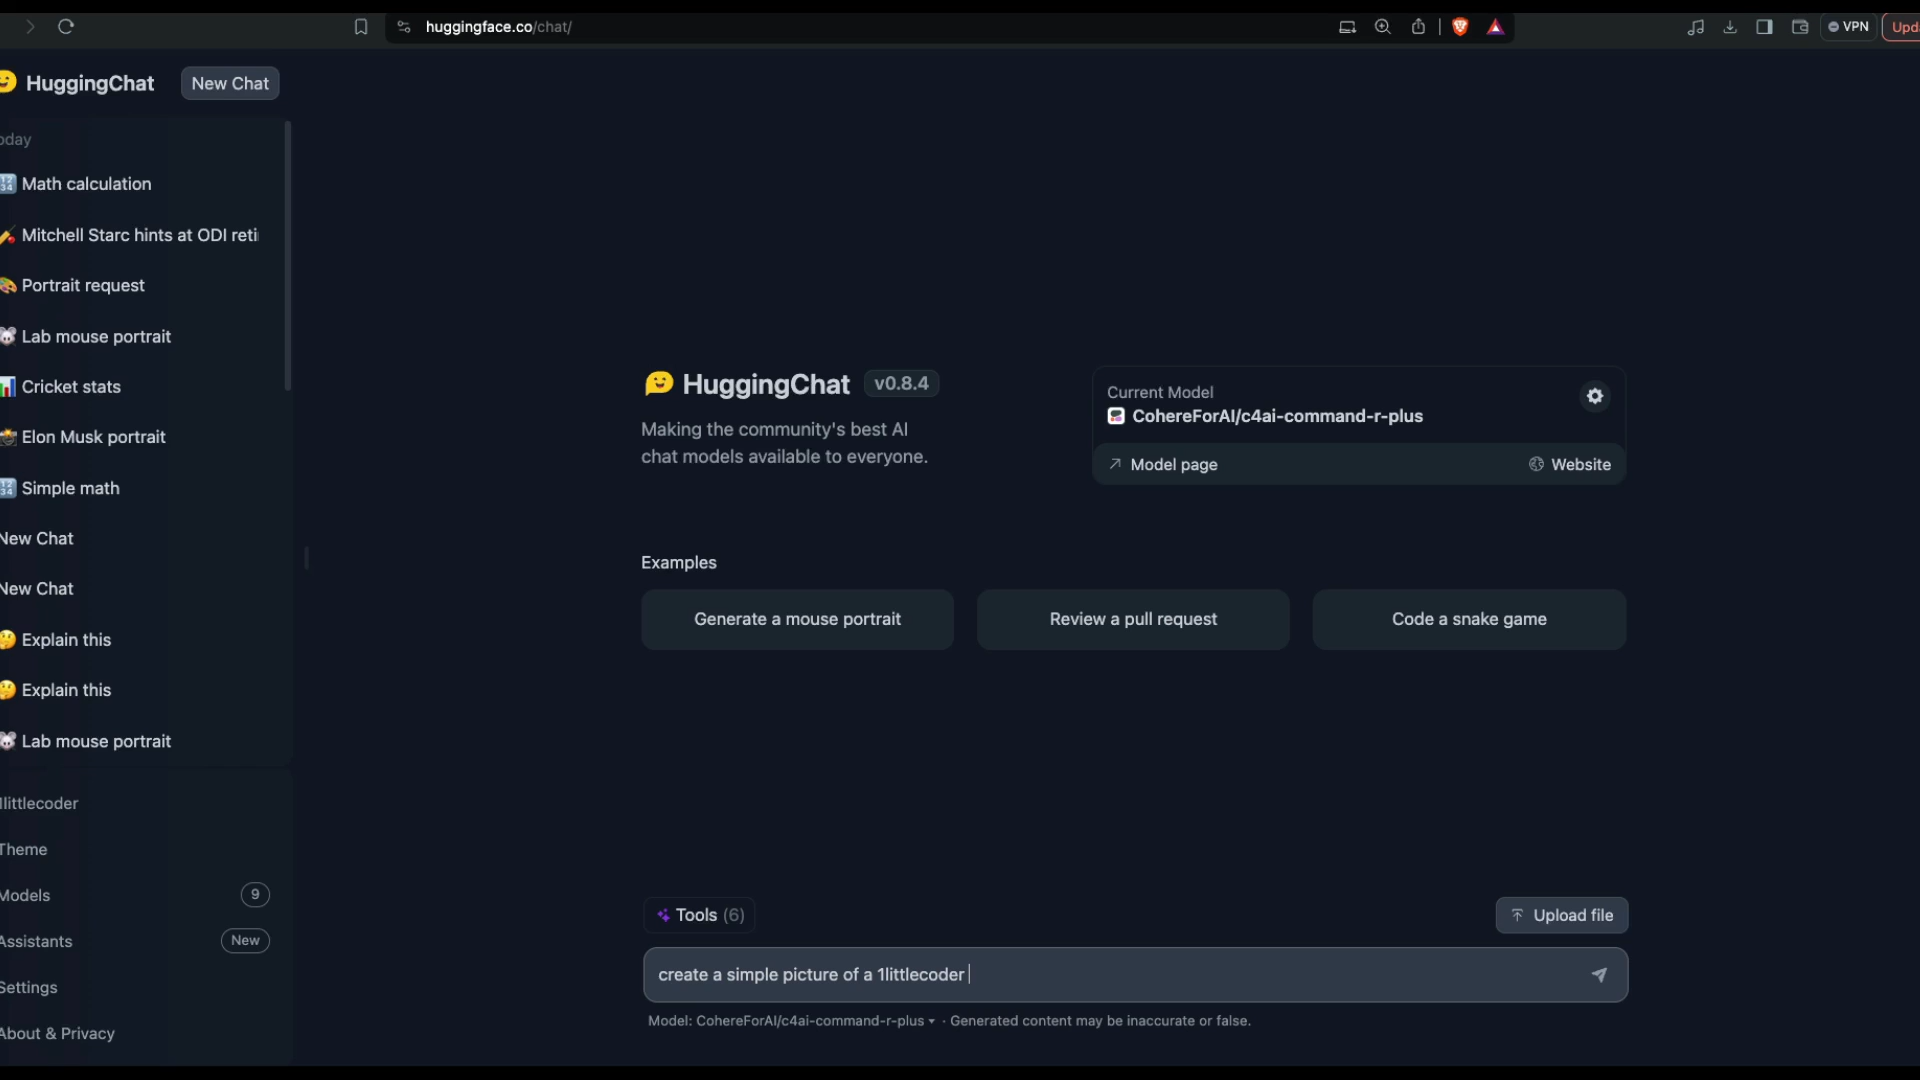 huggingface.co/chat/
VPN
Upda
HuggingChat
New Chat
oday
Math calculation
Mitchell Starc hints at ODI reti
Portrait request
Lab mouse portrait
Cricket stats
Elon Musk portrait
Simple math
New Chat
New Chat
Explain this
Explain this
Lab mouse portrait
1littlecoder
Theme
Models
9
Assistants
New
Settings
About & Privacy
HuggingChat
v0.8.4
Making the community's best AI
chat models available to everyone.
Current Model
CohereForAI/c4ai-command-r-plus
Model page
Website
Examples
Generate a mouse portrait
Review a pull request
Code a snake game
Tools (6)
Upload file
create a simple picture of a 1littlecoder
Model: CohereForAI/c4ai-command-r-plus · Generated content may be inaccurate or false.